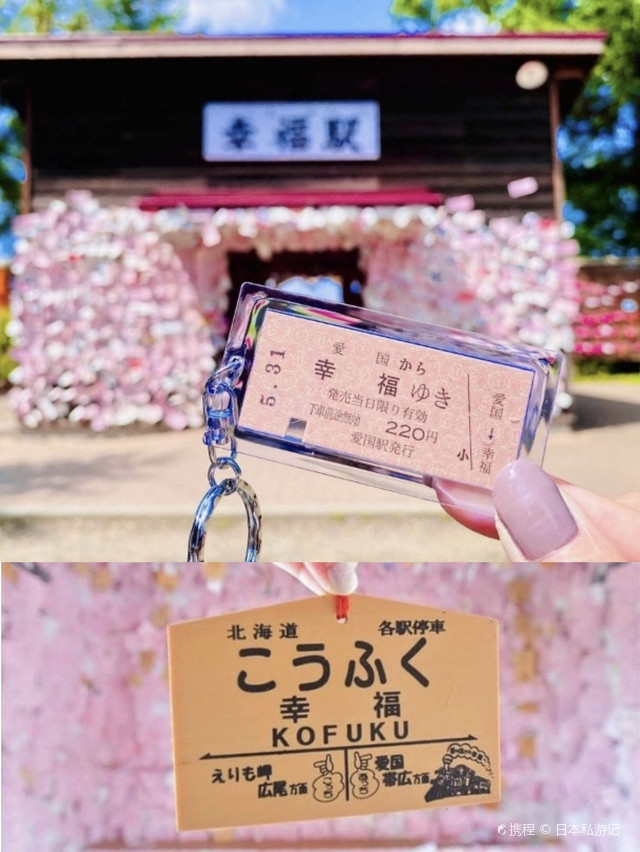 幸福駅
5.31
愛国から
幸福ゆき
発売当日限り有効
下車前途無効
220円
愛国駅発行
小
愛国→幸福
北海道 各駅停車
こうふく
幸福
KOFUKU
えりも岬
広尾方面
愛国
帯広方面
携程 © 日本私游记